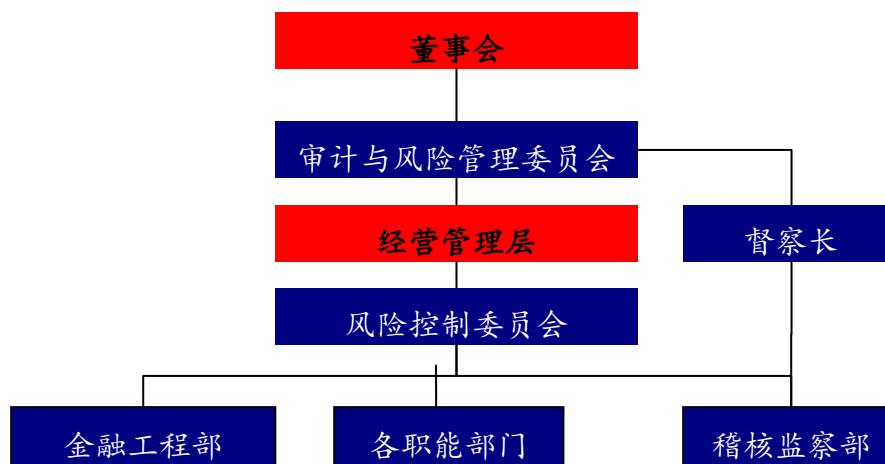 董事会
审计与风险管理委员会
经营管理层
督察长
风险控制委员会
金融工程部
各职能部门
稽核监察部